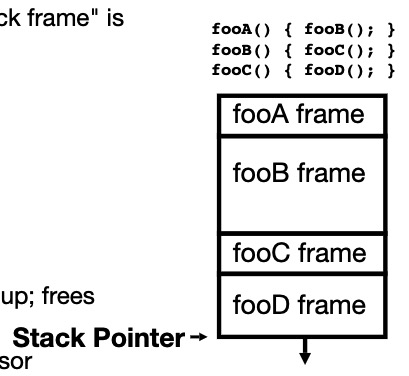 ck frame" is
fooA() { fooB(); }
fooB() { fooC(); }
fooC() { fooD(); }
fooA frame
fooB frame
fooC frame
fooD frame
up; frees
Stack Pointer
sor